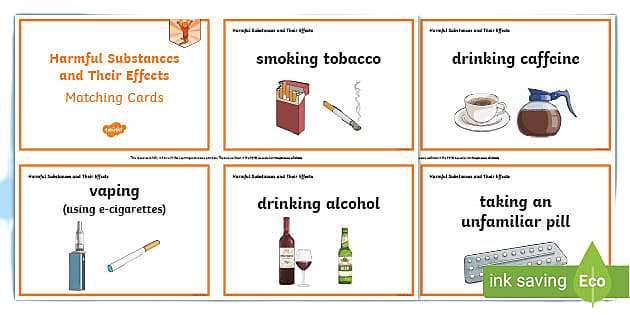 Harmful Substances
and Their Effects
Matching Cards
twinkl
Harmful Substances and Their Effects
smoking tobacco
Harmful Substances and Their Effects
drinking caffeine
Harmful Substances and Their Effects
vaping
(using e-cigarettes)
Harmful Substances and Their Effects
drinking alcohol
Harmful Substances and Their Effects
taking an
unfamiliar pill
ink saving
Eco